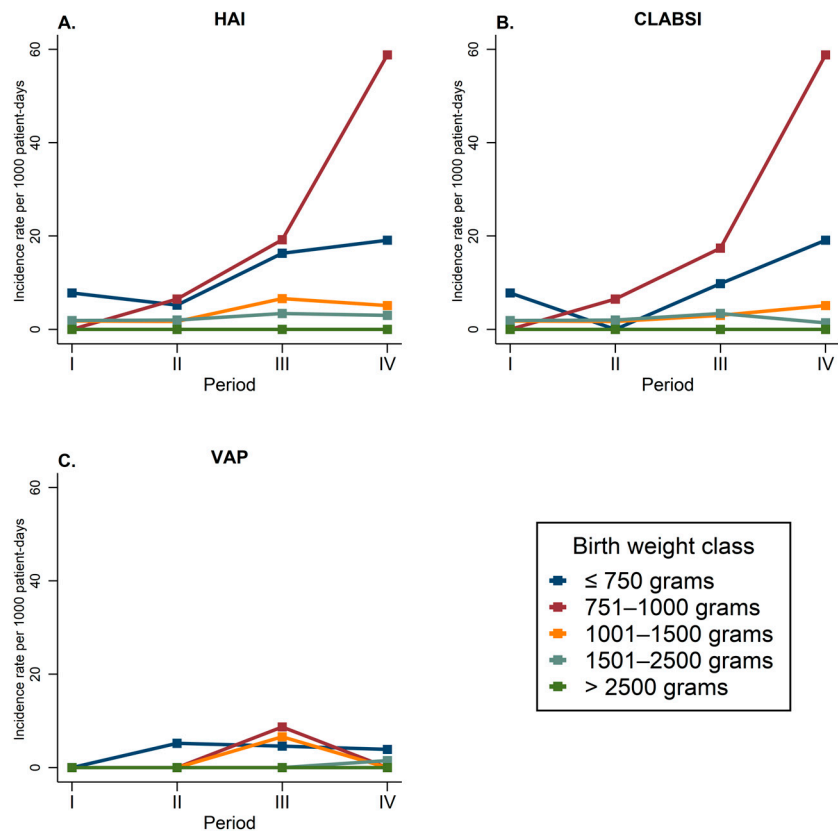 A.
HAI
Incidence rate per 1000 patient-days
60
40
20
0
I II III IV
Period
B.
CLABSI
Incidence rate per 1000 patient-days
60
40
20
0
I II III IV
Period
C.
VAP
Incidence rate per 1000 patient-days
60
40
20
0
I II III IV
Period
Birth weight class
≤ 750 grams
751–1000 grams
1001–1500 grams
1501–2500 grams
> 2500 grams